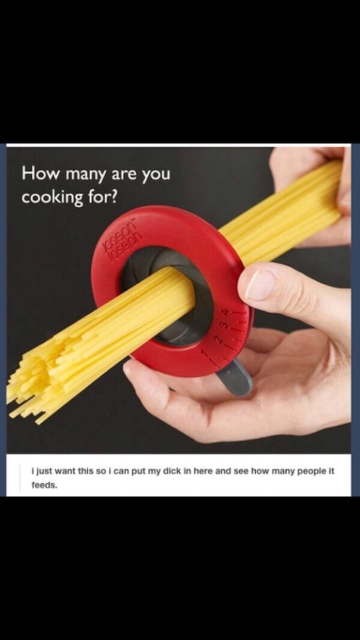 How many are you
cooking for?
joseph
joseph
1 2 3 4
i just want this so i can put my dick in here and see how many people it
feeds.